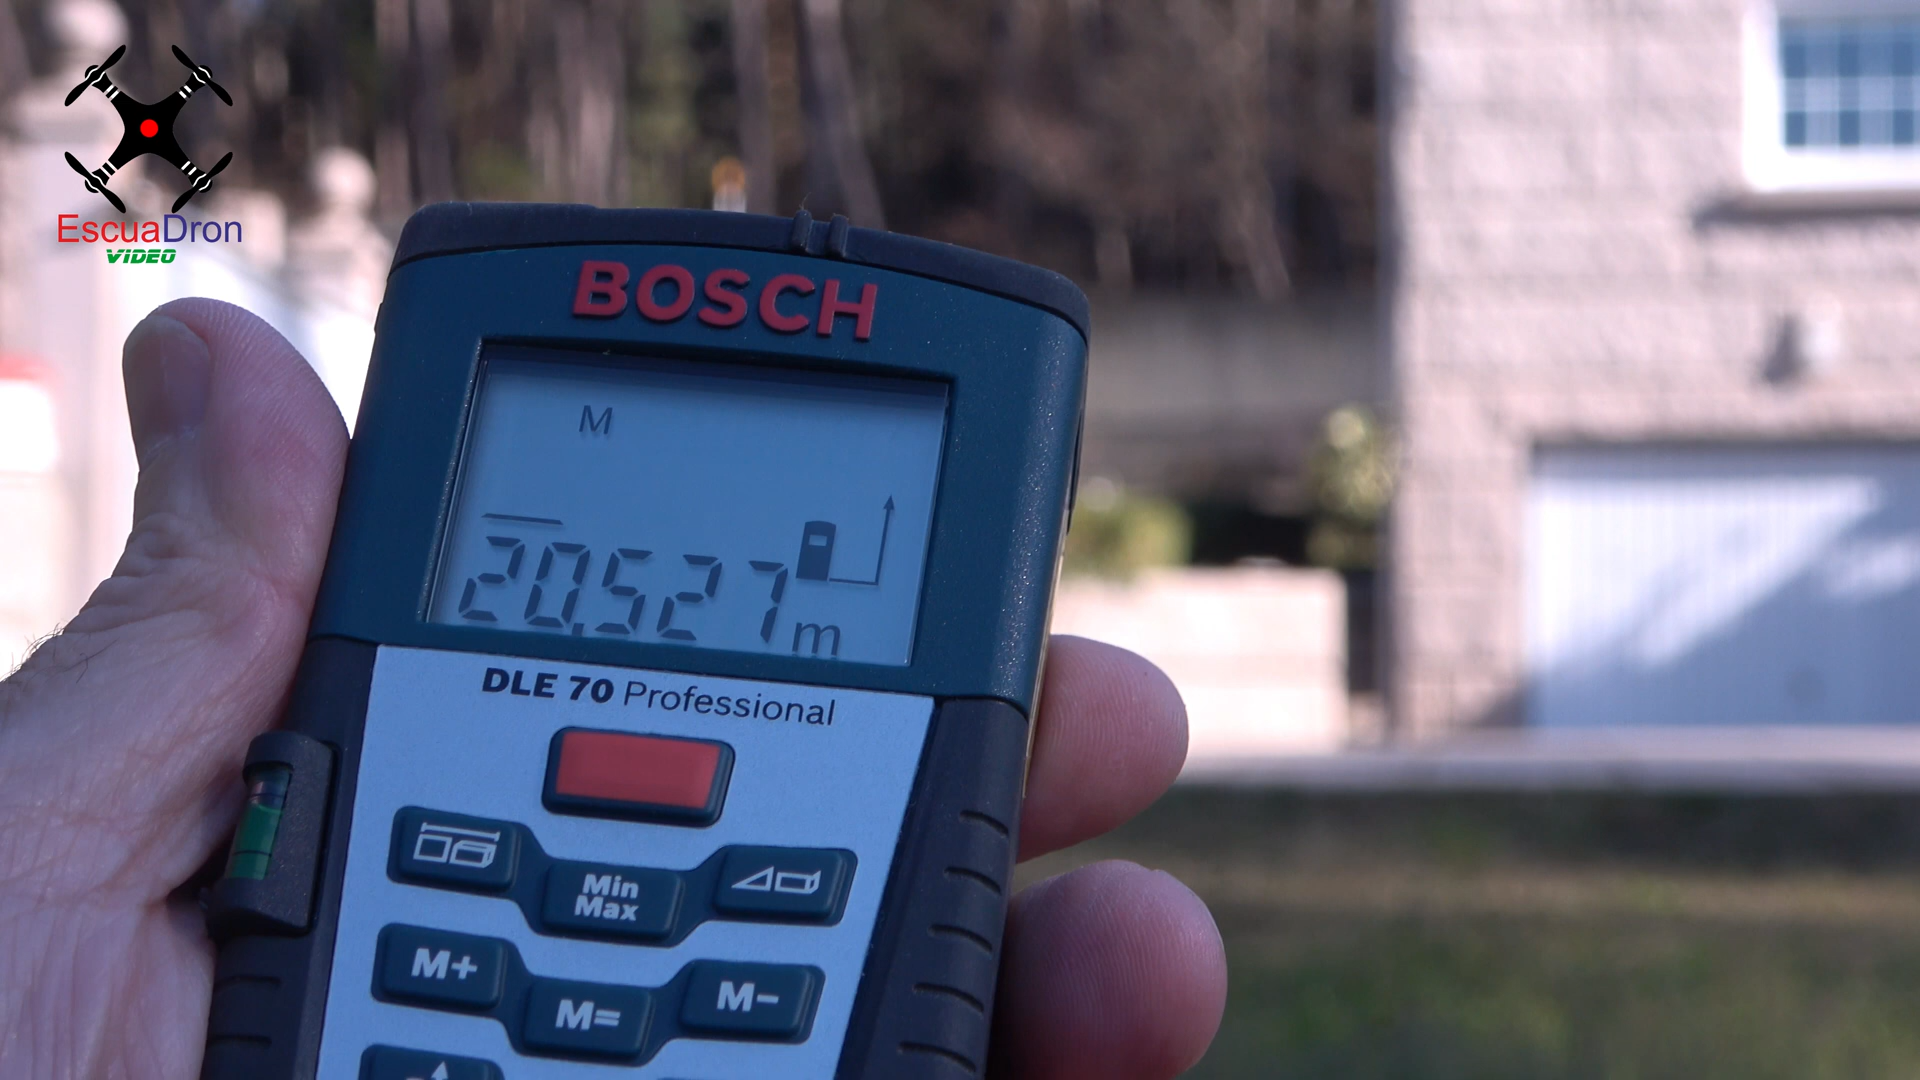 EscuaDron
VIDEO
BOSCH
M
20,527 m
DLE 70 Professional
Min
Max
M+
M=
M-